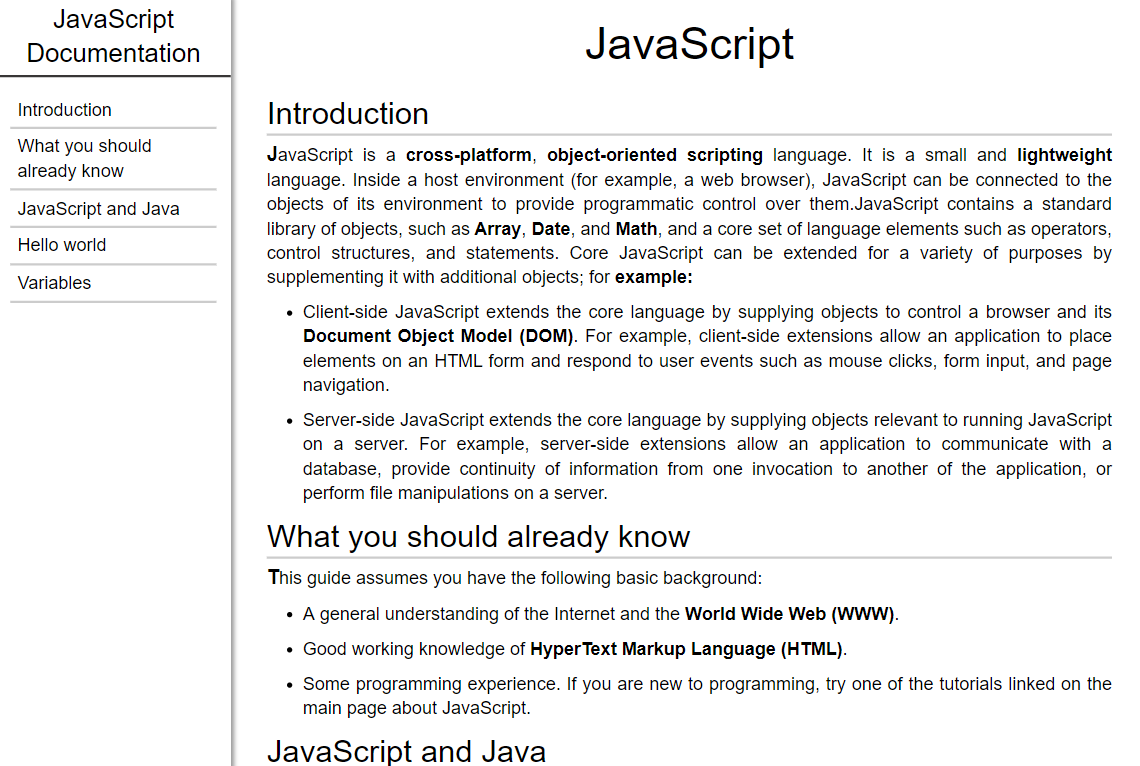 JavaScript
Documentation
Introduction
What you should
already know
JavaScript and Java
Hello world
Variables
JavaScript
Introduction
JavaScript is a cross-platform, object-oriented scripting language. It is a small and lightweight
language. Inside a host environment (for example, a web browser), JavaScript can be connected to the
objects of its environment to provide programmatic control over them.JavaScript contains a standard
library of objects, such as Array, Date, and Math, and a core set of language elements such as operators,
control structures, and statements. Core JavaScript can be extended for a variety of purposes by
supplementing it with additional objects; for example:
• Client-side JavaScript extends the core language by supplying objects to control a browser and its
Document Object Model (DOM). For example, client-side extensions allow an application to place
elements on an HTML form and respond to user events such as mouse clicks, form input, and page
navigation.
• Server-side JavaScript extends the core language by supplying objects relevant to running JavaScript
on a server. For example, server-side extensions allow an application to communicate with a
database, provide continuity of information from one invocation to another of the application, or
perform file manipulations on a server.
What you should already know
This guide assumes you have the following basic background:
• A general understanding of the Internet and the World Wide Web (WWW).
• Good working knowledge of HyperText Markup Language (HTML).
• Some programming experience. If you are new to programming, try one of the tutorials linked on the
main page about JavaScript.
JavaScript and Java